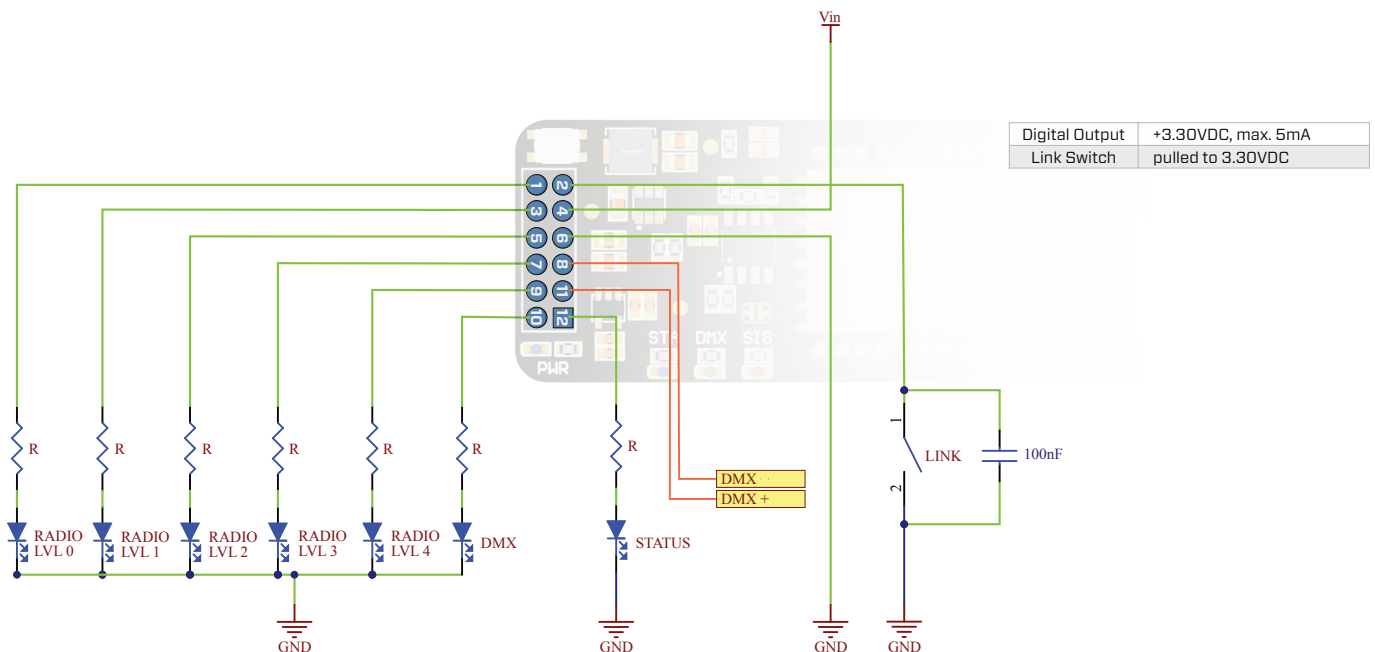 Vin
Digital Output +3.30VDC, max. 5mA
Link Switch pulled to 3.30VDC
1 2
3 4
5 6
7 8
9 11
10 12
STA DMX SIG
PWR
R R R R R R R
1
LINK
2
100nF
DMX
DMX +
RADIO LVL 0
RADIO LVL 1
RADIO LVL 2
RADIO LVL 3
RADIO LVL 4
DMX
STATUS
GND GND GND GND